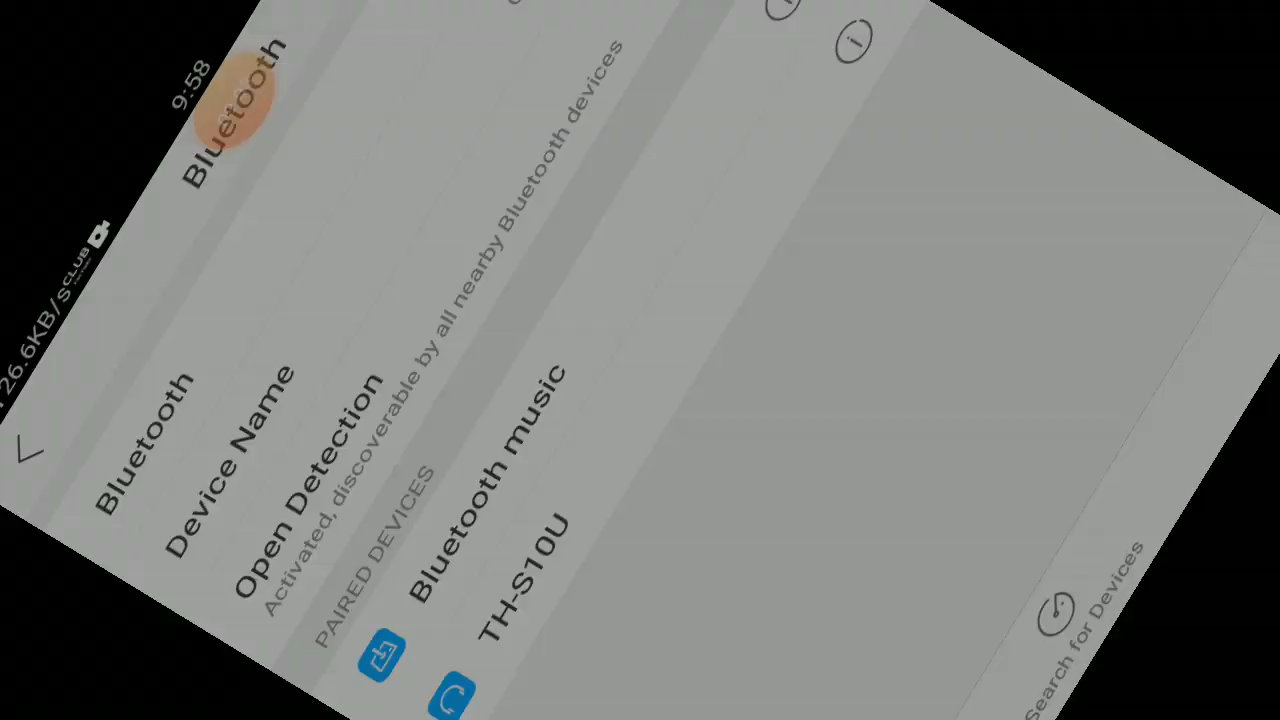 9:58
26.6KB/s CLUB
Bluetooth
Bluetooth
Device Name
Open Detection
Activated, discoverable by all nearby Bluetooth devices
PAIRED DEVICES
Bluetooth music
TH-S10U
Search for Devices